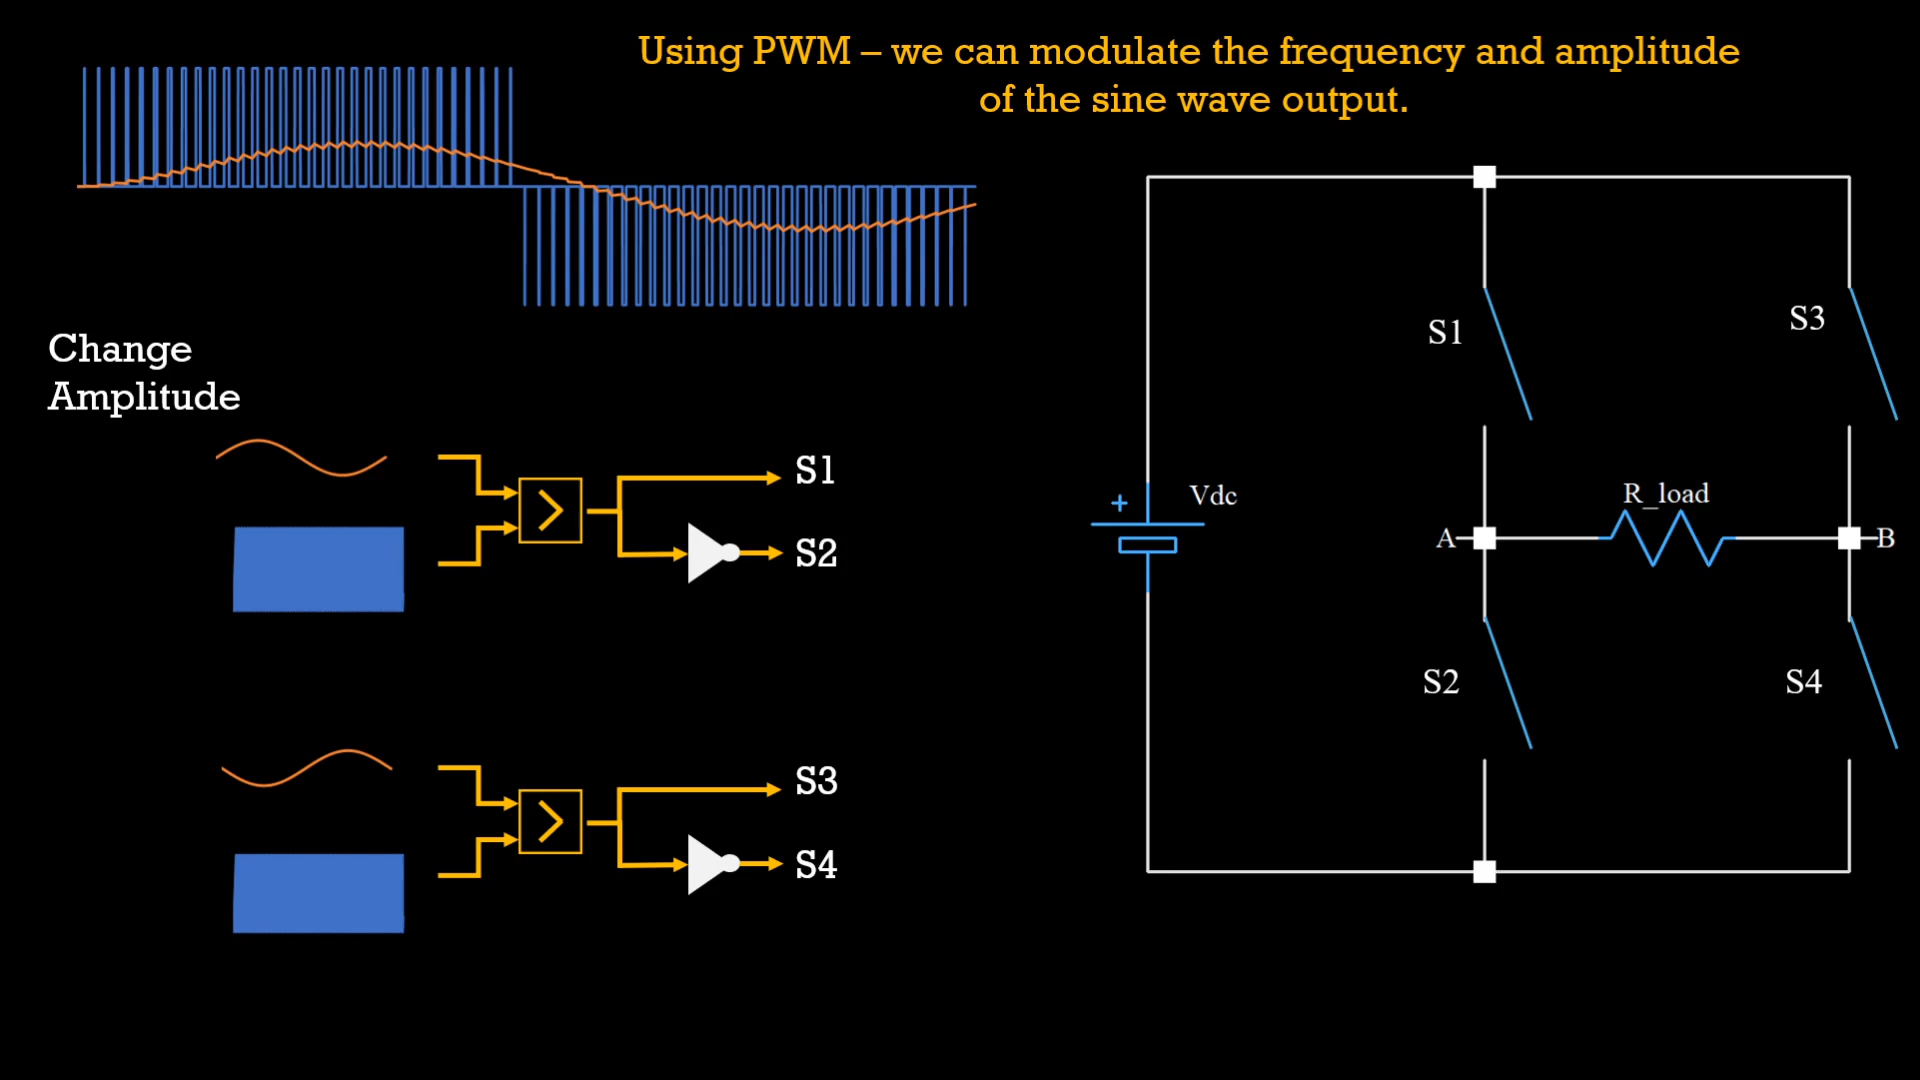 Using PWM – we can modulate the frequency and amplitude
of the sine wave output.
Change
Amplitude
S1
S2
S3
S4
S1
S3
+
Vdc
R_load
A
B
S2
S4